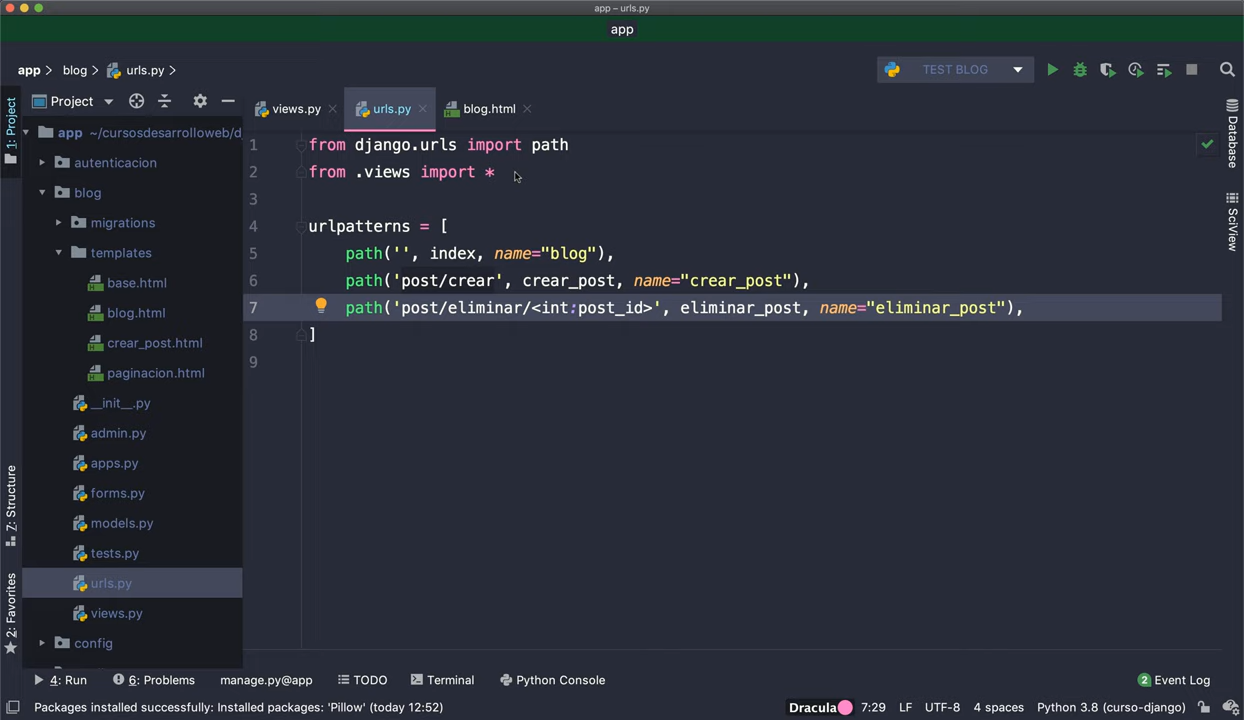 app – urls.py
app
app > blog > urls.py >
TEST BLOG
Project
views.py
urls.py
blog.html
1: Project
7: Structure
2: Favorites
app ~/cursosdesarrolloweb/d
autenticacion
blog
migrations
templates
base.html
blog.html
crear_post.html
paginacion.html
__init__.py
admin.py
apps.py
forms.py
models.py
tests.py
urls.py
views.py
config
1 from django.urls import path
2 from .views import *
3
4 urlpatterns = [
5 path('', index, name="blog"),
6 path('post/crear', crear_post, name="crear_post"),
7 path('post/eliminar/<int:post_id>', eliminar_post, name="eliminar_post"),
8 ]
9
Database
SciView
4: Run
6: Problems
manage.py@app
TODO
Terminal
Python Console
2 Event Log
Packages installed successfully: Installed packages: 'Pillow' (today 12:52)
Dracula
7:29
LF
UTF-8
4 spaces
Python 3.8 (curso-django)